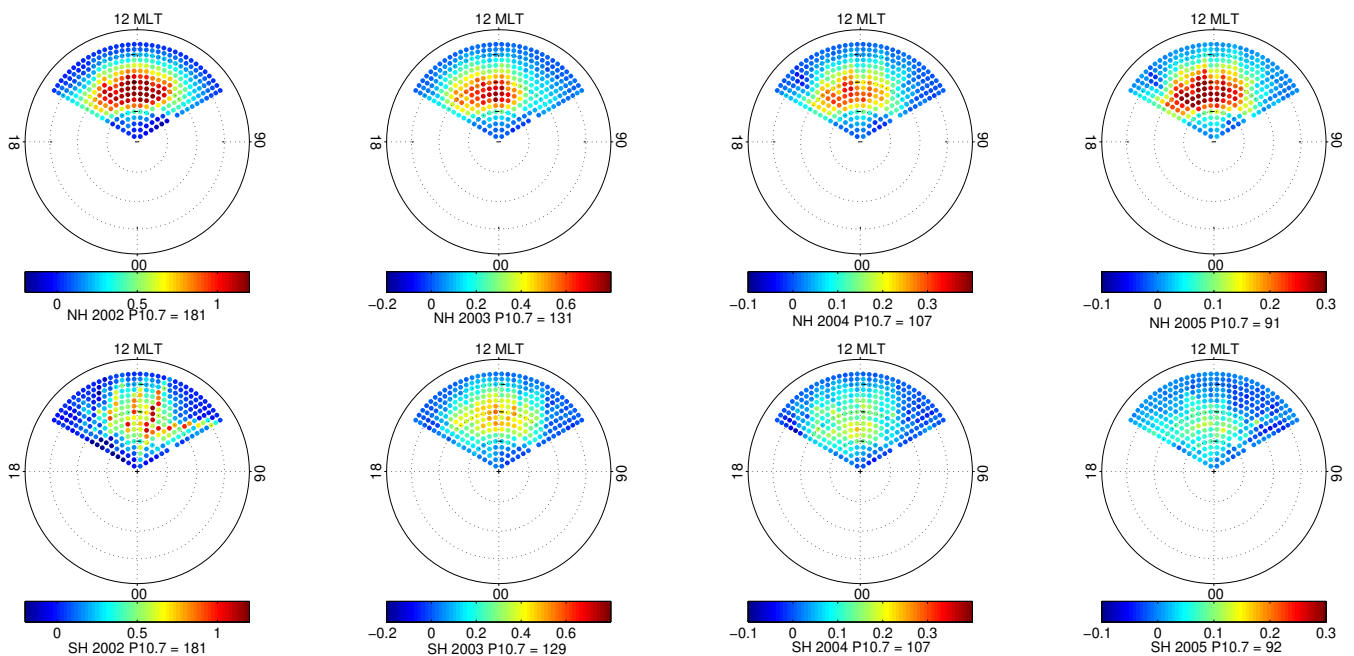 12 MLT 12 MLT 12 MLT 12 MLT
18 06 18 06 18 06 18 06
00 00 00 00
0 0.5 1 −0.2 0 0.2 0.4 0.6 −0.1 0 0.1 0.2 0.3 −0.1 0 0.1 0.2 0.3
NH 2002 P10.7 = 181 NH 2003 P10.7 = 131 NH 2004 P10.7 = 107 NH 2005 P10.7 = 91
12 MLT 12 MLT 12 MLT 12 MLT
18 06 18 06 18 06 18 06
00 00 00 00
0 0.5 1 −0.2 0 0.2 0.4 0.6 −0.1 0 0.1 0.2 0.3 −0.1 0 0.1 0.2 0.3
SH 2002 P10.7 = 181 SH 2003 P10.7 = 129 SH 2004 P10.7 = 107 SH 2005 P10.7 = 92